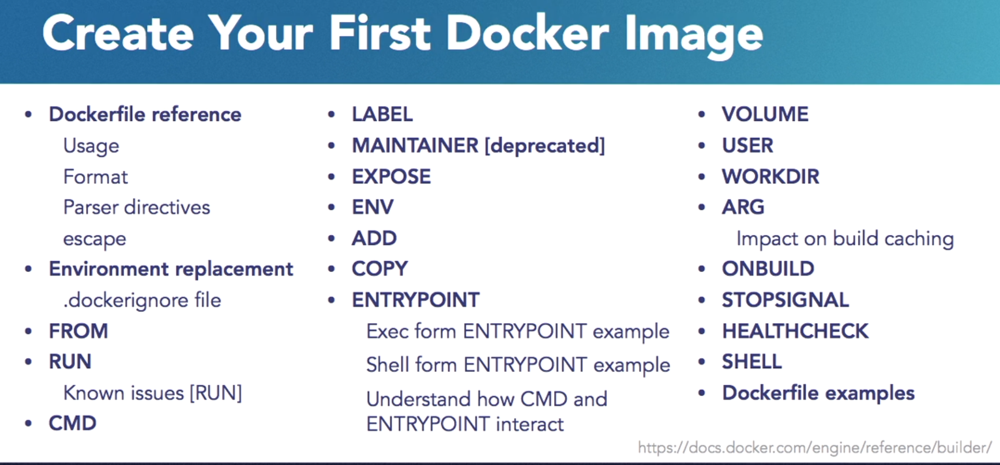 Create Your First Docker Image
• Dockerfile reference
Usage
Format
Parser directives
escape
• Environment replacement
.dockerignore file
• FROM
• RUN
Known issues [RUN]
• CMD
• LABEL
• MAINTAINER [deprecated]
• EXPOSE
• ENV
• ADD
• COPY
• ENTRYPOINT
Exec form ENTRYPOINT example
Shell form ENTRYPOINT example
Understand how CMD and
ENTRYPOINT interact
• VOLUME
• USER
• WORKDIR
• ARG
Impact on build caching
• ONBUILD
• STOPSIGNAL
• HEALTHCHECK
• SHELL
• Dockerfile examples
https://docs.docker.com/engine/reference/builder/